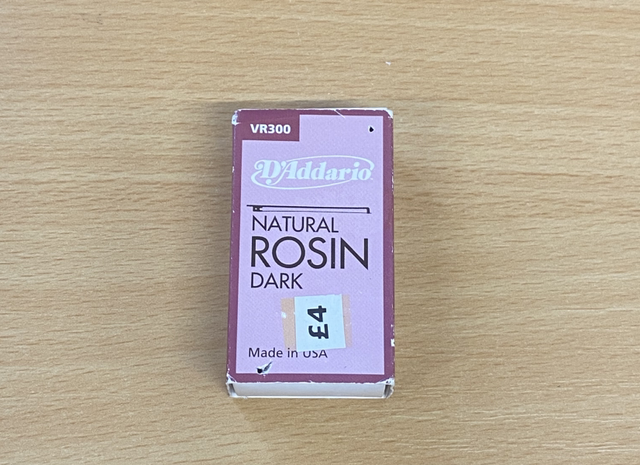 VR300
D'Addario
NATURAL
ROSIN
DARK
£4
Made in USA